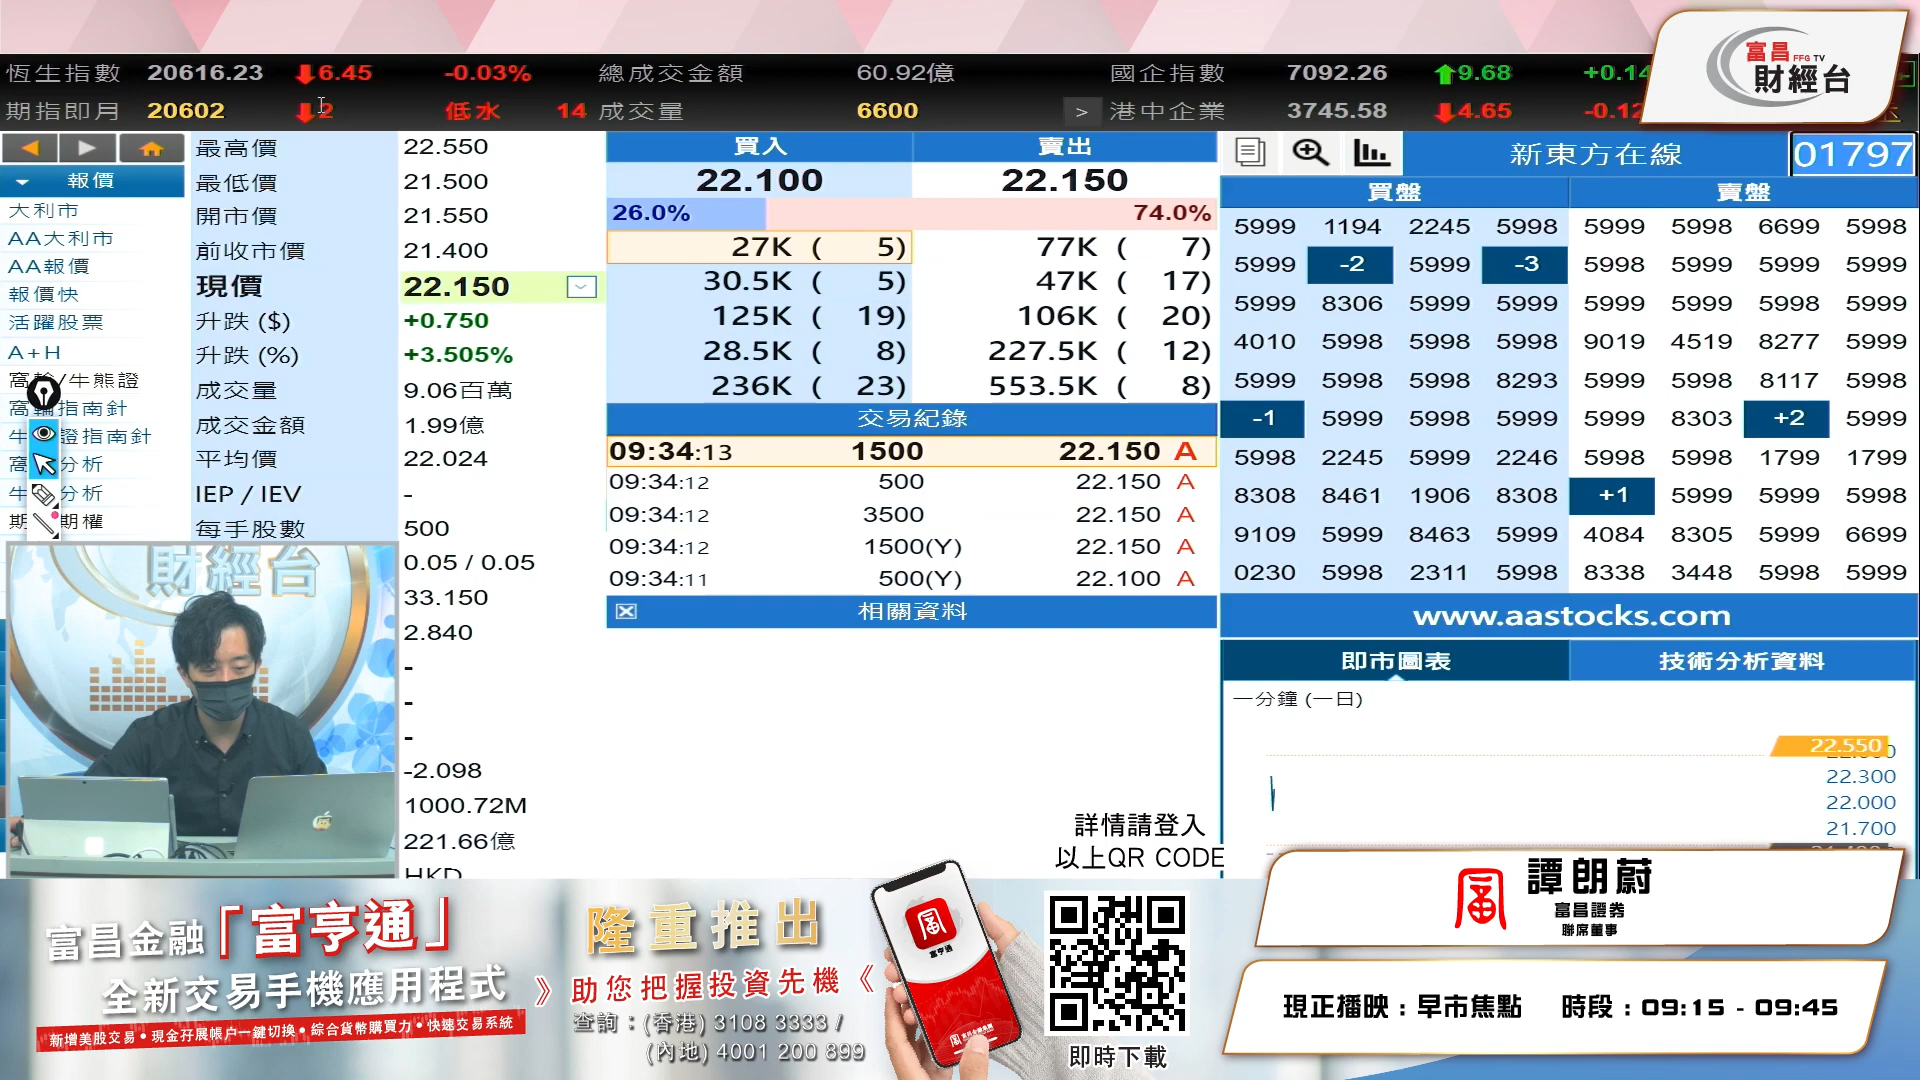 恆生指數 20616.23 6.45 -0.03% 總成交金額 60.92億 國企指數 7092.26 9.68
期指即月 20602 2 低水 14 成交量 6600 > 港中企業 3745.58 4.65
富昌 FFG TV
財經台
報價
大利市
AA大利市
AA報價
報價快
活躍股票
A+H
最高價 22.550
最低價 21.500
開市價 21.550
前收市價 21.400
現價 22.150
升跌 ($) +0.750
升跌 (%) +3.505%
成交量 9.06百萬
成交金額 1.99億
平均價 22.024
IEP / IEV -
每手股數 500
0.05 / 0.05
33.150
2.840
-
-
-
-2.098
1000.72M
221.66億
HKD
買入 賣出
22.100 22.150
26.0% 74.0%
27K ( 5) 77K ( 7)
30.5K ( 5) 47K ( 17)
125K ( 19) 106K ( 20)
28.5K ( 8) 227.5K ( 12)
236K ( 23) 553.5K ( 8)
交易紀錄
09:34:13 1500 22.150 A
09:34:12 500 22.150 A
09:34:12 3500 22.150 A
09:34:12 1500(Y) 22.150 A
09:34:11 500(Y) 22.100 A
相關資料
新東方在線 01797
買盤 賣盤
5999 1194 2245 5998 5999 5998 6699 5998
5999 -2 5999 -3 5998 5999 5999 5999
5999 8306 5999 5999 5999 5999 5998 5999
4010 5998 5998 5998 9019 4519 8277 5999
5999 5998 5998 8293 5999 5998 8117 5998
-1 5999 5998 5999 5999 8303 +2 5999
5998 2245 5999 2246 5998 5998 1799 1799
8308 8461 1906 8308 +1 5999 5999 5998
9109 5999 8463 5999 4084 8305 5999 6699
0230 5998 2311 5998 8338 3448 5998 5999
www.aastocks.com
即市圖表 技術分析資料
一分鐘 (一日)
22.550
22.300
22.000
21.700
財經台
詳情請登入
以上QR CODE
富昌金融「富亨通」
全新交易手機應用程式
新增美股交易 • 現金孖展帳戶一鍵切換 • 綜合貨幣購買力 • 快速交易系統
隆重推出
》助您把握投資先機《
查詢：(香港) 3108 3333 /
(內地) 4001 200 899
富亨通
即時下載
譚朗蔚
富昌證券
聯席董事
現正播映：早市焦點 時段：09:15 - 09:45